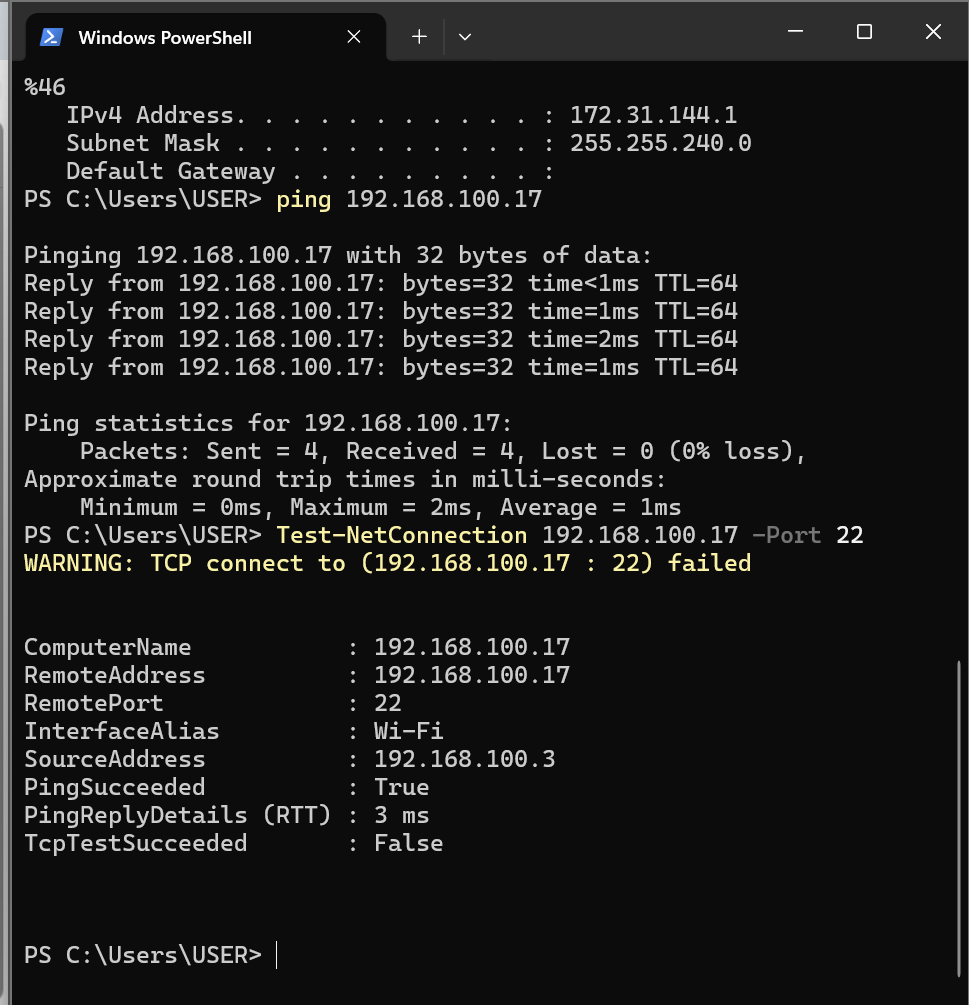 Windows PowerShell
%46
   IPv4 Address. . . . . . . . . . . : 172.31.144.1
   Subnet Mask . . . . . . . . . . . : 255.255.240.0
   Default Gateway . . . . . . . . . :
PS C:\Users\USER> ping 192.168.100.17

Pinging 192.168.100.17 with 32 bytes of data:
Reply from 192.168.100.17: bytes=32 time<1ms TTL=64
Reply from 192.168.100.17: bytes=32 time=1ms TTL=64
Reply from 192.168.100.17: bytes=32 time=2ms TTL=64
Reply from 192.168.100.17: bytes=32 time=1ms TTL=64

Ping statistics for 192.168.100.17:
    Packets: Sent = 4, Received = 4, Lost = 0 (0% loss),
Approximate round trip times in milli-seconds:
    Minimum = 0ms, Maximum = 2ms, Average = 1ms
PS C:\Users\USER> Test-NetConnection 192.168.100.17 -Port 22
WARNING: TCP connect to (192.168.100.17 : 22) failed

ComputerName           : 192.168.100.17
RemoteAddress          : 192.168.100.17
RemotePort             : 22
InterfaceAlias         : Wi-Fi
SourceAddress          : 192.168.100.3
PingSucceeded          : True
PingReplyDetails (RTT) : 3 ms
TcpTestSucceeded       : False

PS C:\Users\USER>